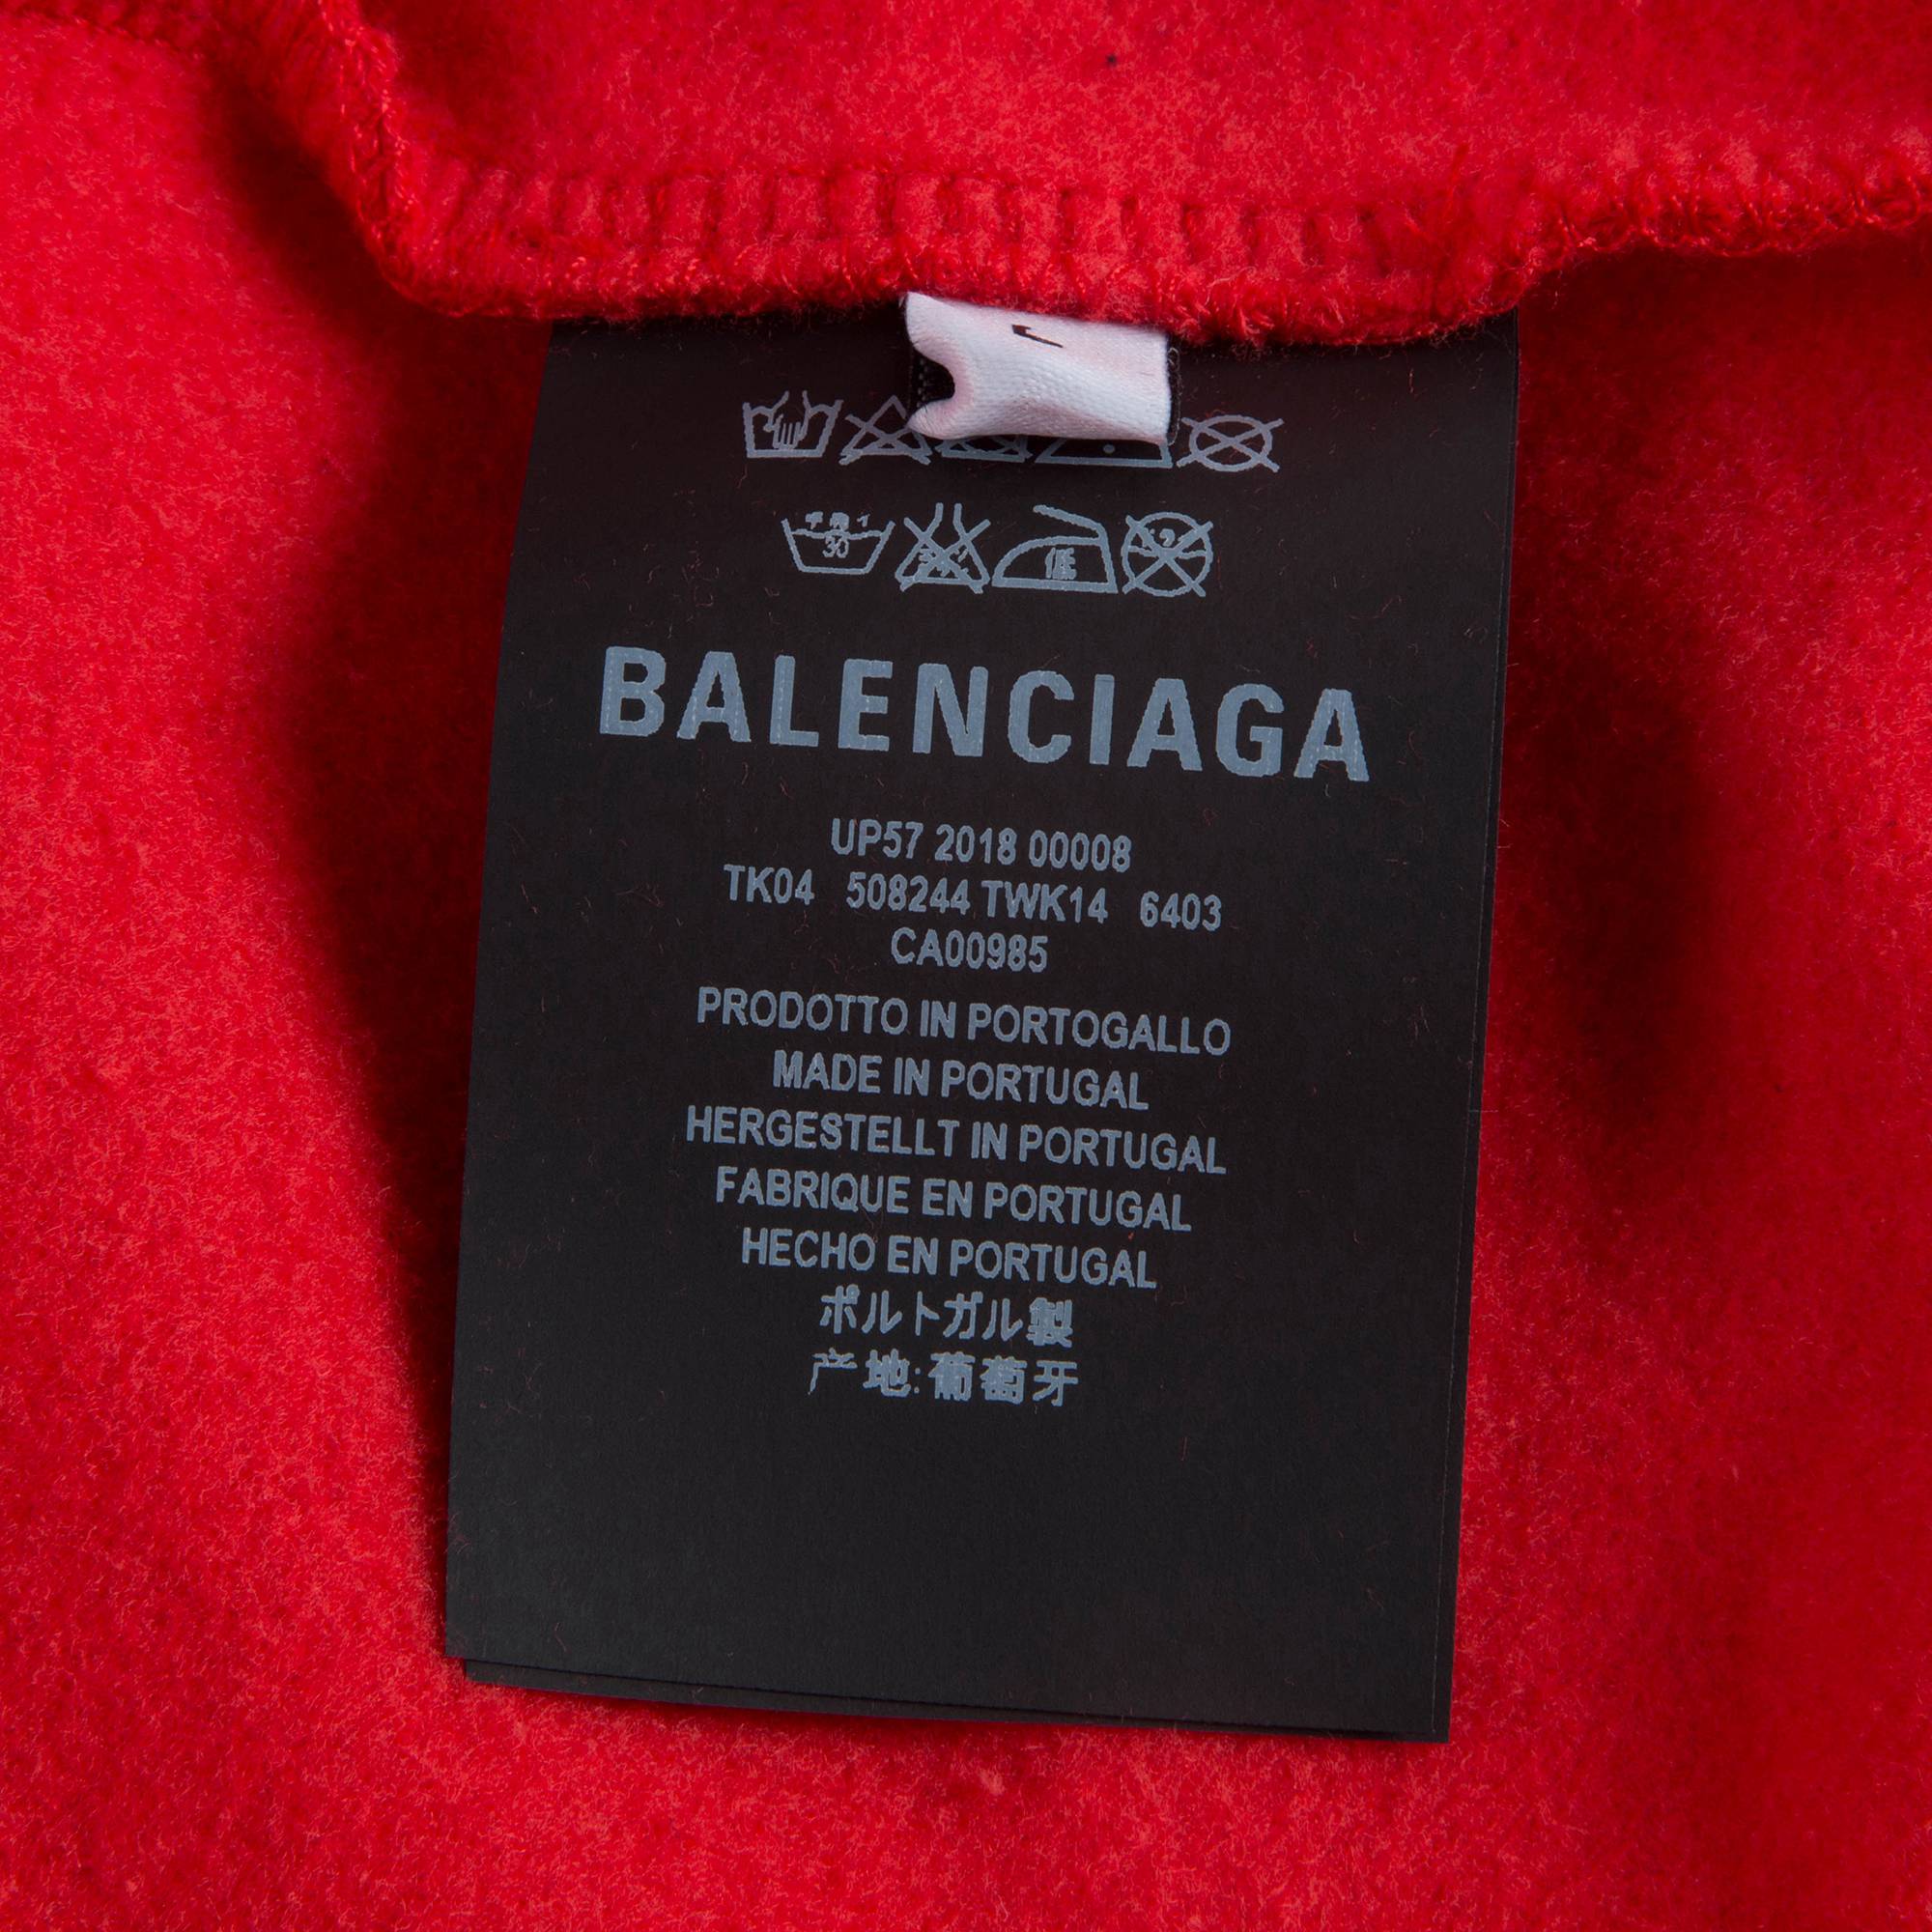 30
BALENCIAGA
UP57 2018 00008
TK04 508244 TWK14 6403
CA00985
PRODOTTO IN PORTOGALLO
MADE IN PORTUGAL
HERGESTELLT IN PORTUGAL
FABRIQUE EN PORTUGAL
HECHO EN PORTUGAL
ポルトガル製
产地:葡萄牙